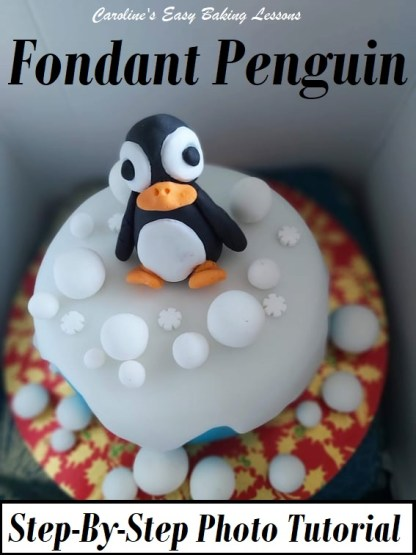 Caroline's Easy Baking Lessons
Fondant Penguin
Step-By-Step Photo Tutorial